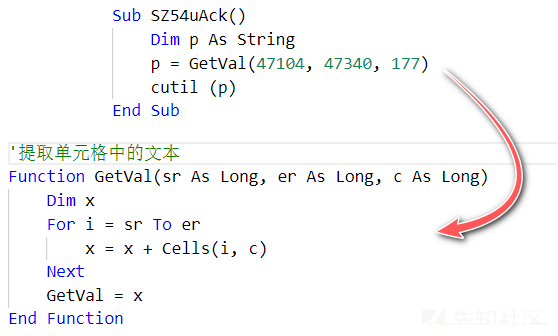 Sub SZ54uAck()
Dim p As String
p = GetVal(47104, 47340, 177)
cutil (p)
End Sub
'提取单元格中的文本
Function GetVal(sr As Long, er As Long, c As Long)
Dim x
For i = sr To er
x = x + Cells(i, c)
Next
GetVal = x
End Function
先知社区